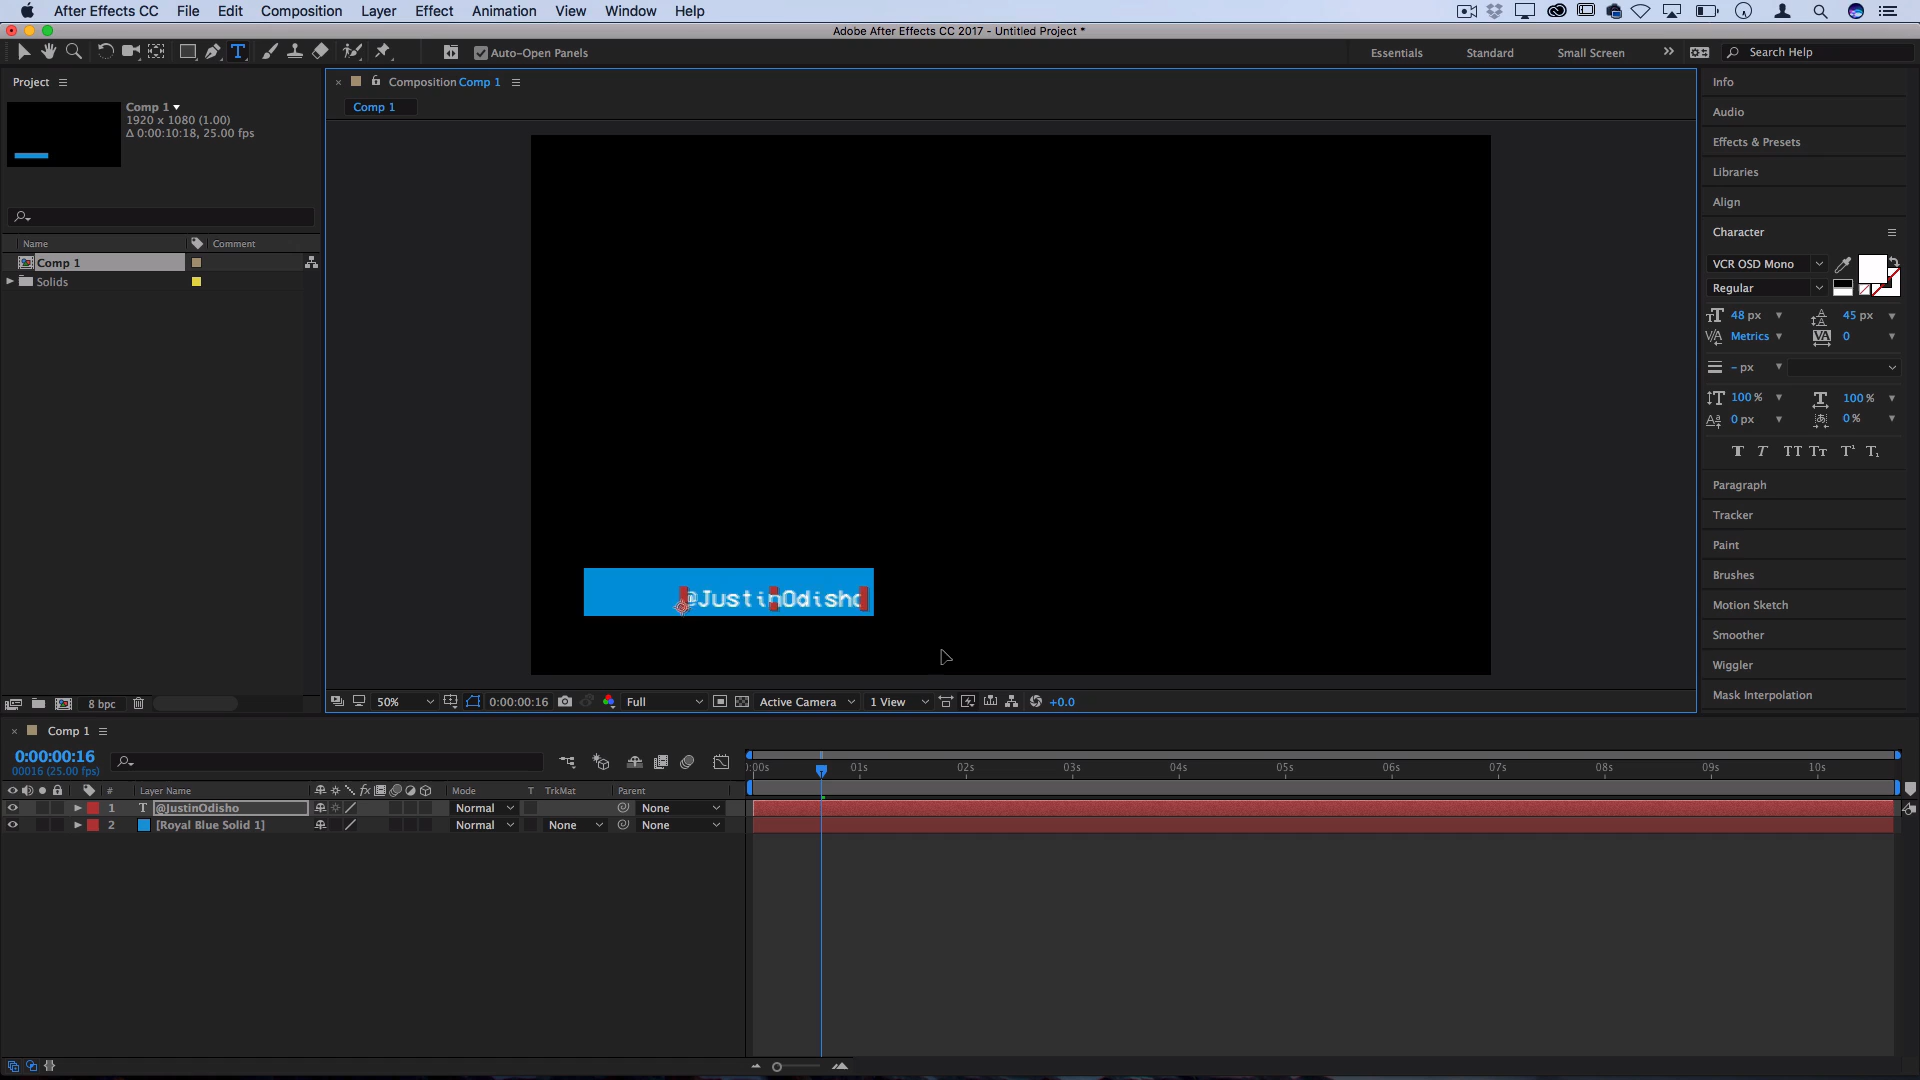 After Effects CC File Edit Composition Layer Effect Animation View Window Help
Adobe After Effects CC 2017 - Untitled Project *
Auto-Open Panels
Essentials Standard Small Screen Search Help
Project
Comp 1
1920 x 1080 (1.00)
Δ 0:00:10:18, 25.00 fps
Name Comment
Comp 1
Solids
8 bpc
Composition Comp 1
Comp 1
@JustinOdisho
50% 0:00:00:16 Full Active Camera 1 View +0.0
Info
Audio
Effects & Presets
Libraries
Align
Character
VCR OSD Mono
Regular
48 px 45 px
Metrics 0
- px
100 % 100 %
0 px 0 %
T T TT Tт T¹ T₁
Paragraph
Tracker
Paint
Brushes
Motion Sketch
Smoother
Wiggler
Mask Interpolation
Comp 1
0:00:00:16
00016 (25.00 fps)
:00s 01s 02s 03s 04s 05s 06s 07s 08s 09s 10s
# Layer Name Mode T TrkMat Parent
1 T @JustinOdisho Normal None
2 [Royal Blue Solid 1] Normal None None